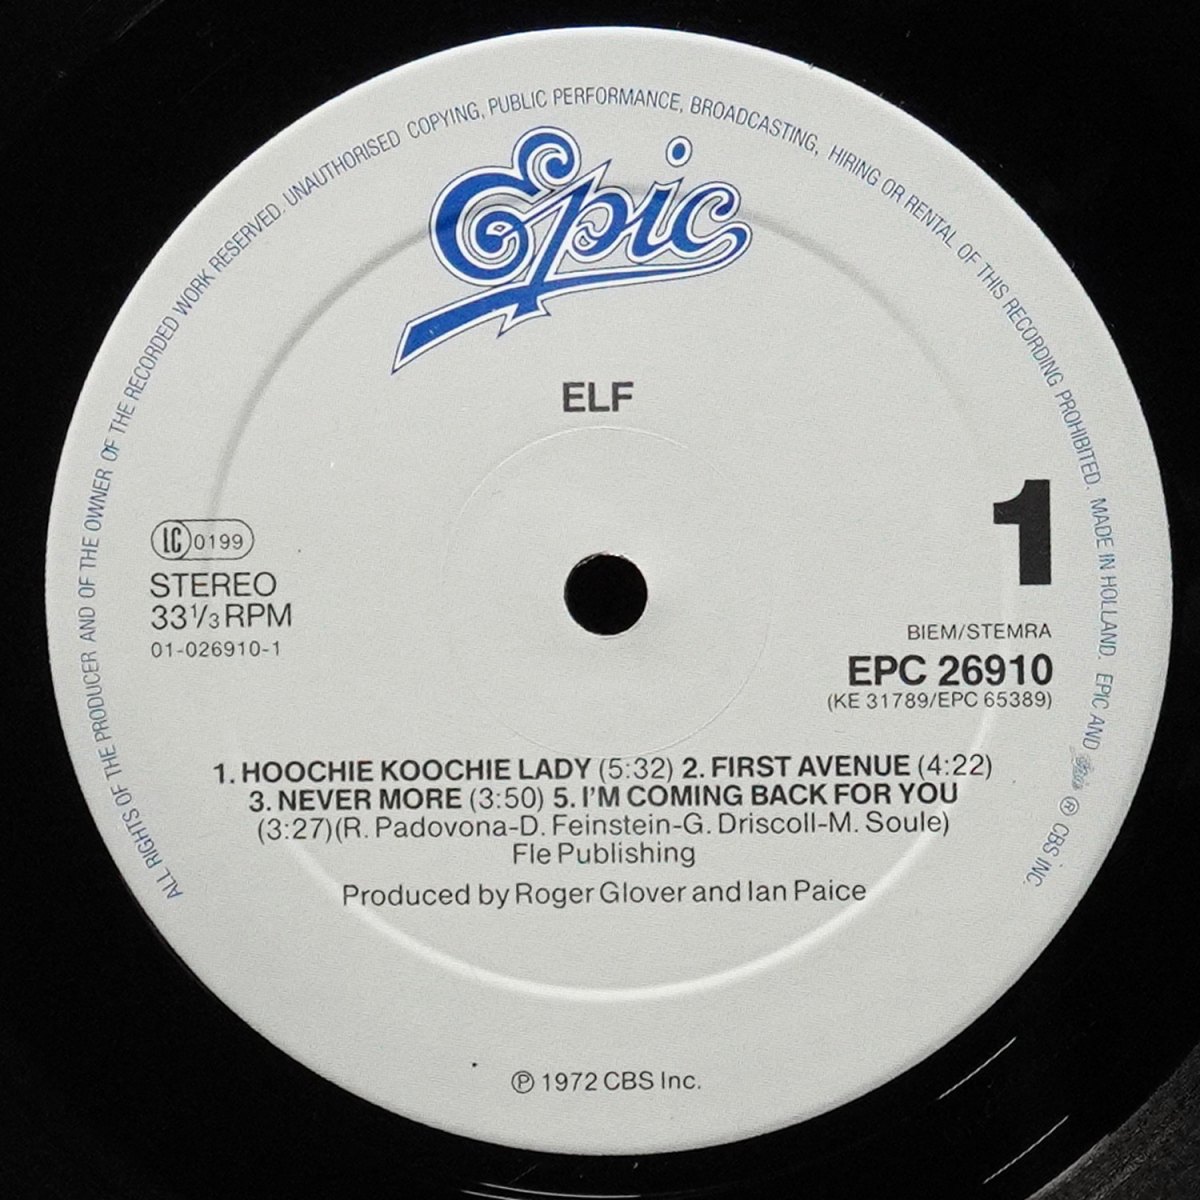 ALL RIGHTS OF THE PRODUCER AND OF THE OWNER OF THE RECORDED WORK RESERVED. UNAUTHORISED COPYING, PUBLIC PERFORMANCE, BROADCASTING, HIRING OR RENTAL OF THIS RECORDING PROHIBITED. MADE IN HOLLAND. EPIC AND Epic ® CBS INC.
Epic
ELF
1
LC 0199
STEREO
33 1/3 RPM
01-026910-1
BIEM/STEMRA
EPC 26910
(KE 31789/EPC 65389)
1. HOOCHIE KOOCHIE LADY (5:32) 2. FIRST AVENUE (4:22)
3. NEVER MORE (3:50) 5. I'M COMING BACK FOR YOU
(3:27)(R. Padovona-D. Feinstein-G. Driscoll-M. Soule)
Fle Publishing
Produced by Roger Glover and Ian Paice
℗ 1972 CBS Inc.